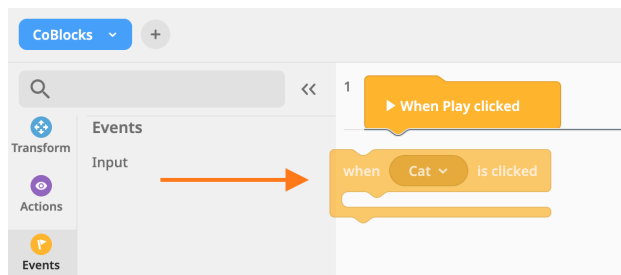 CoBlocks
+
1
When Play clicked
Transform
Events
Input
when Cat is clicked
Actions
Events